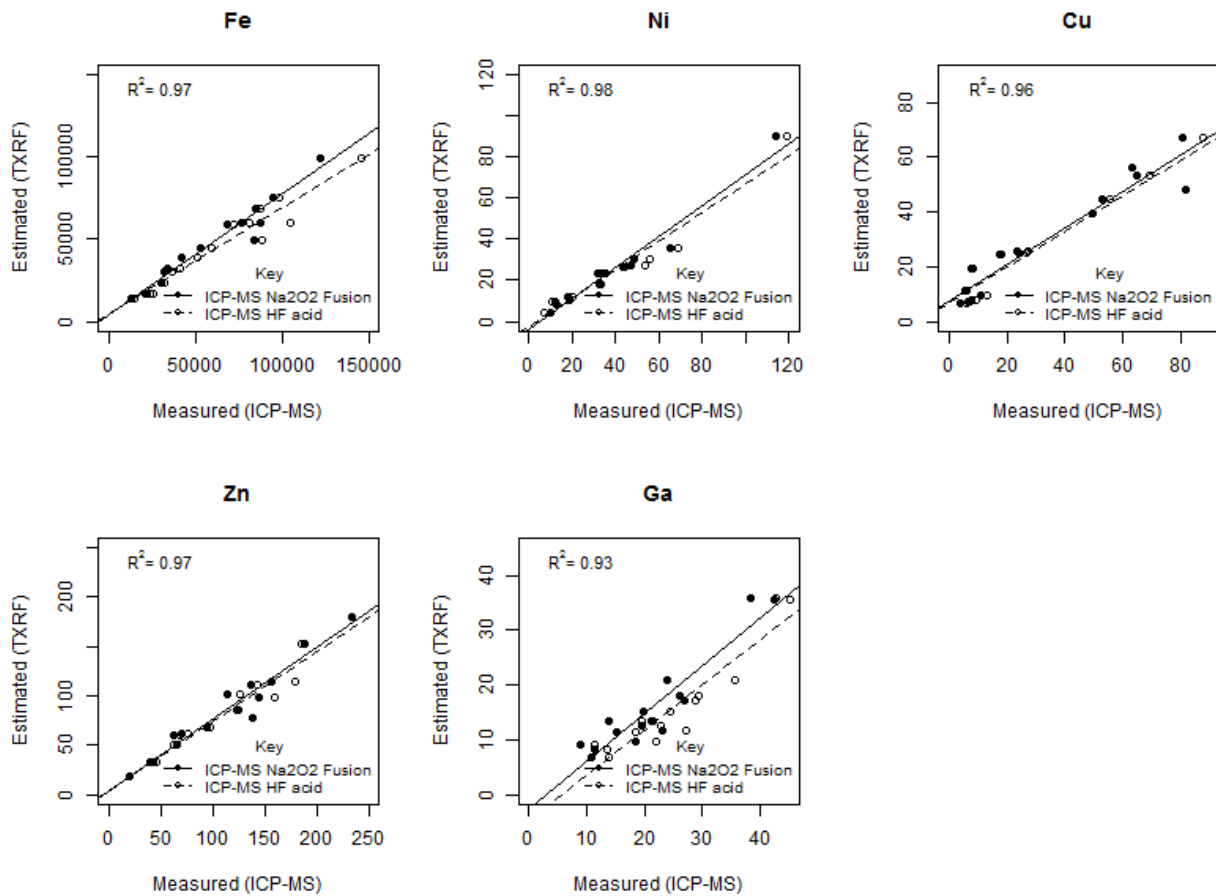 Fe
R2= 0.97
Estimated (TXRF)
100000
50000
0
Key
ICP-MS Na2O2 Fusion
ICP-MS HF acid
0 50000 100000 150000
Measured (ICP-MS)
Ni
R2= 0.98
Estimated (TXRF)
120
80
60
40
20
0
Key
ICP-MS Na2O2 Fusion
ICP-MS HF acid
0 20 40 60 80 120
Measured (ICP-MS)
Cu
R2= 0.96
Estimated (TXRF)
80
60
40
20
0
Key
ICP-MS Na2O2 Fusion
ICP-MS HF acid
0 20 40 60 80
Measured (ICP-MS)
Zn
R2= 0.97
Estimated (TXRF)
200
100
50
0
Key
ICP-MS Na2O2 Fusion
ICP-MS HF acid
0 50 100 150 200 250
Measured (ICP-MS)
Ga
R2= 0.93
Estimated (TXRF)
40
30
20
10
0
Key
ICP-MS Na2O2 Fusion
ICP-MS HF acid
0 10 20 30 40
Measured (ICP-MS)